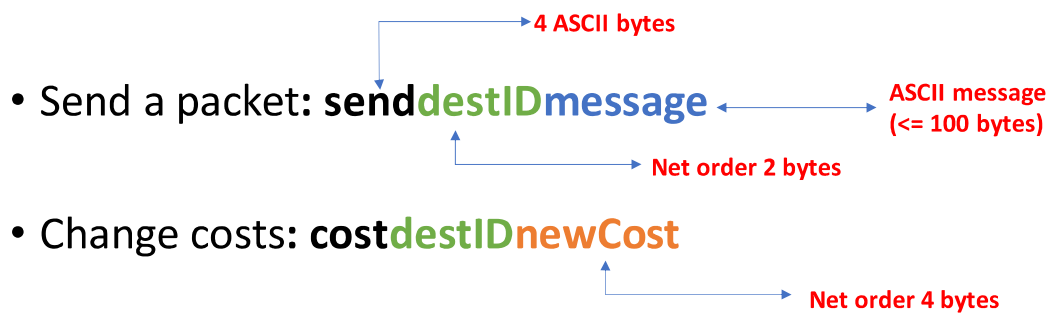 4 ASCII bytes
• Send a packet: senddestIDmessage
ASCII message
(<= 100 bytes)
Net order 2 bytes
• Change costs: costdestIDnewCost
Net order 4 bytes